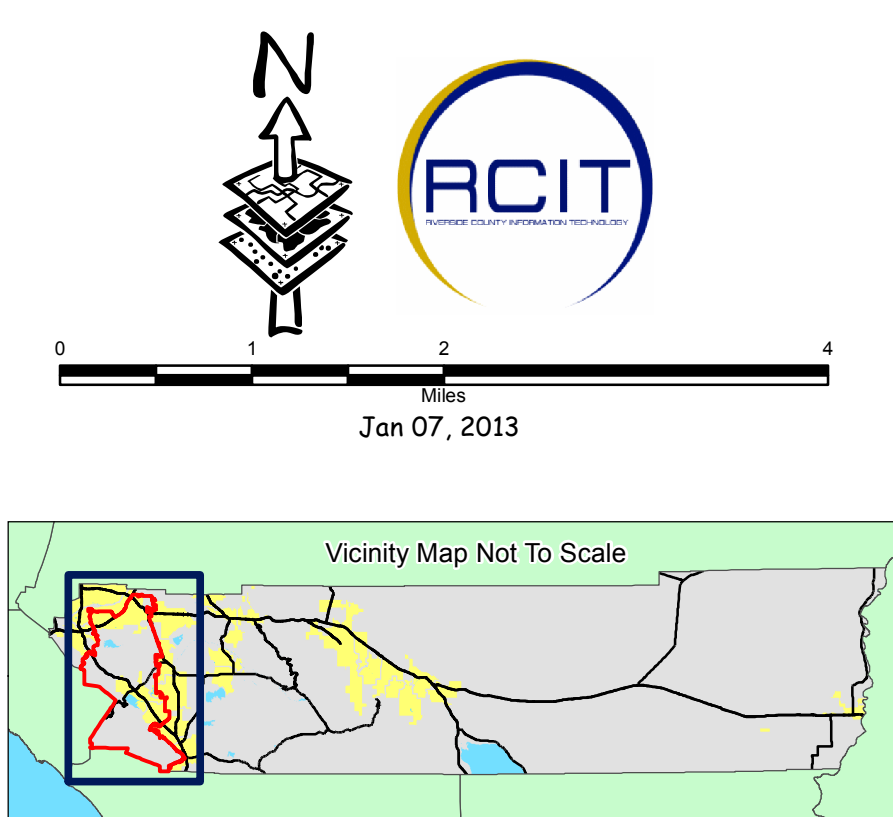 N
RCIT
RIVERSIDE COUNTY INFORMATION TECHNOLOGY
0 1 2 4
Miles
Jan 07, 2013
Vicinity Map Not To Scale